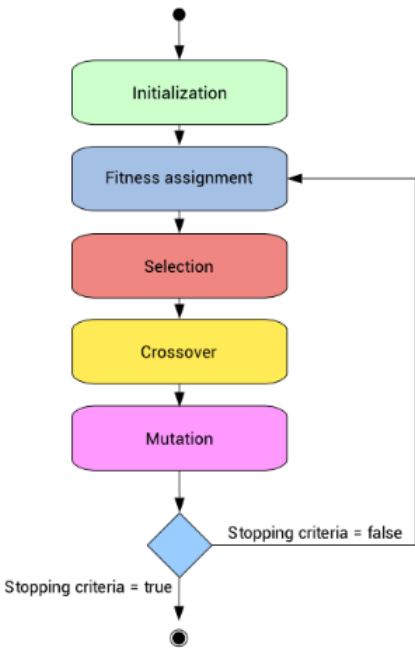 Initialization
Fitness assignment
Selection
Crossover
Mutation
Stopping criteria = false
Stopping criteria = true